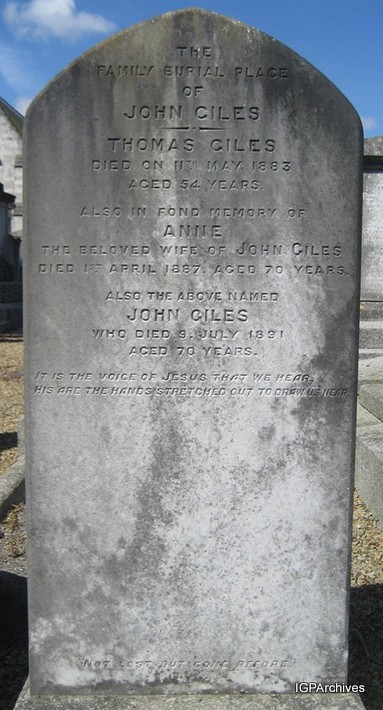 THE
FAMILY BURIAL PLACE
OF
JOHN GILES
THOMAS GILES
DIED ON 11TH MAY 1883
AGED 54 YEARS.
ALSO IN FOND MEMORY OF
ANNE
THE BELOVED WIFE OF JOHN GILES
DIED 1ST APRIL 1887. AGED 70 YEARS.
ALSO THE ABOVE NAMED
JOHN GILES
WHO DIED 9. JULY 1891
AGED 70 YEARS.
IT IS THE VOICE OF JESUS THAT WE HEAR,
HIS ARE THE HANDS STRETCHED OUT TO DRAW US NEAR.
"NOT LOST BUT GONE BEFORE"
IGPArchives